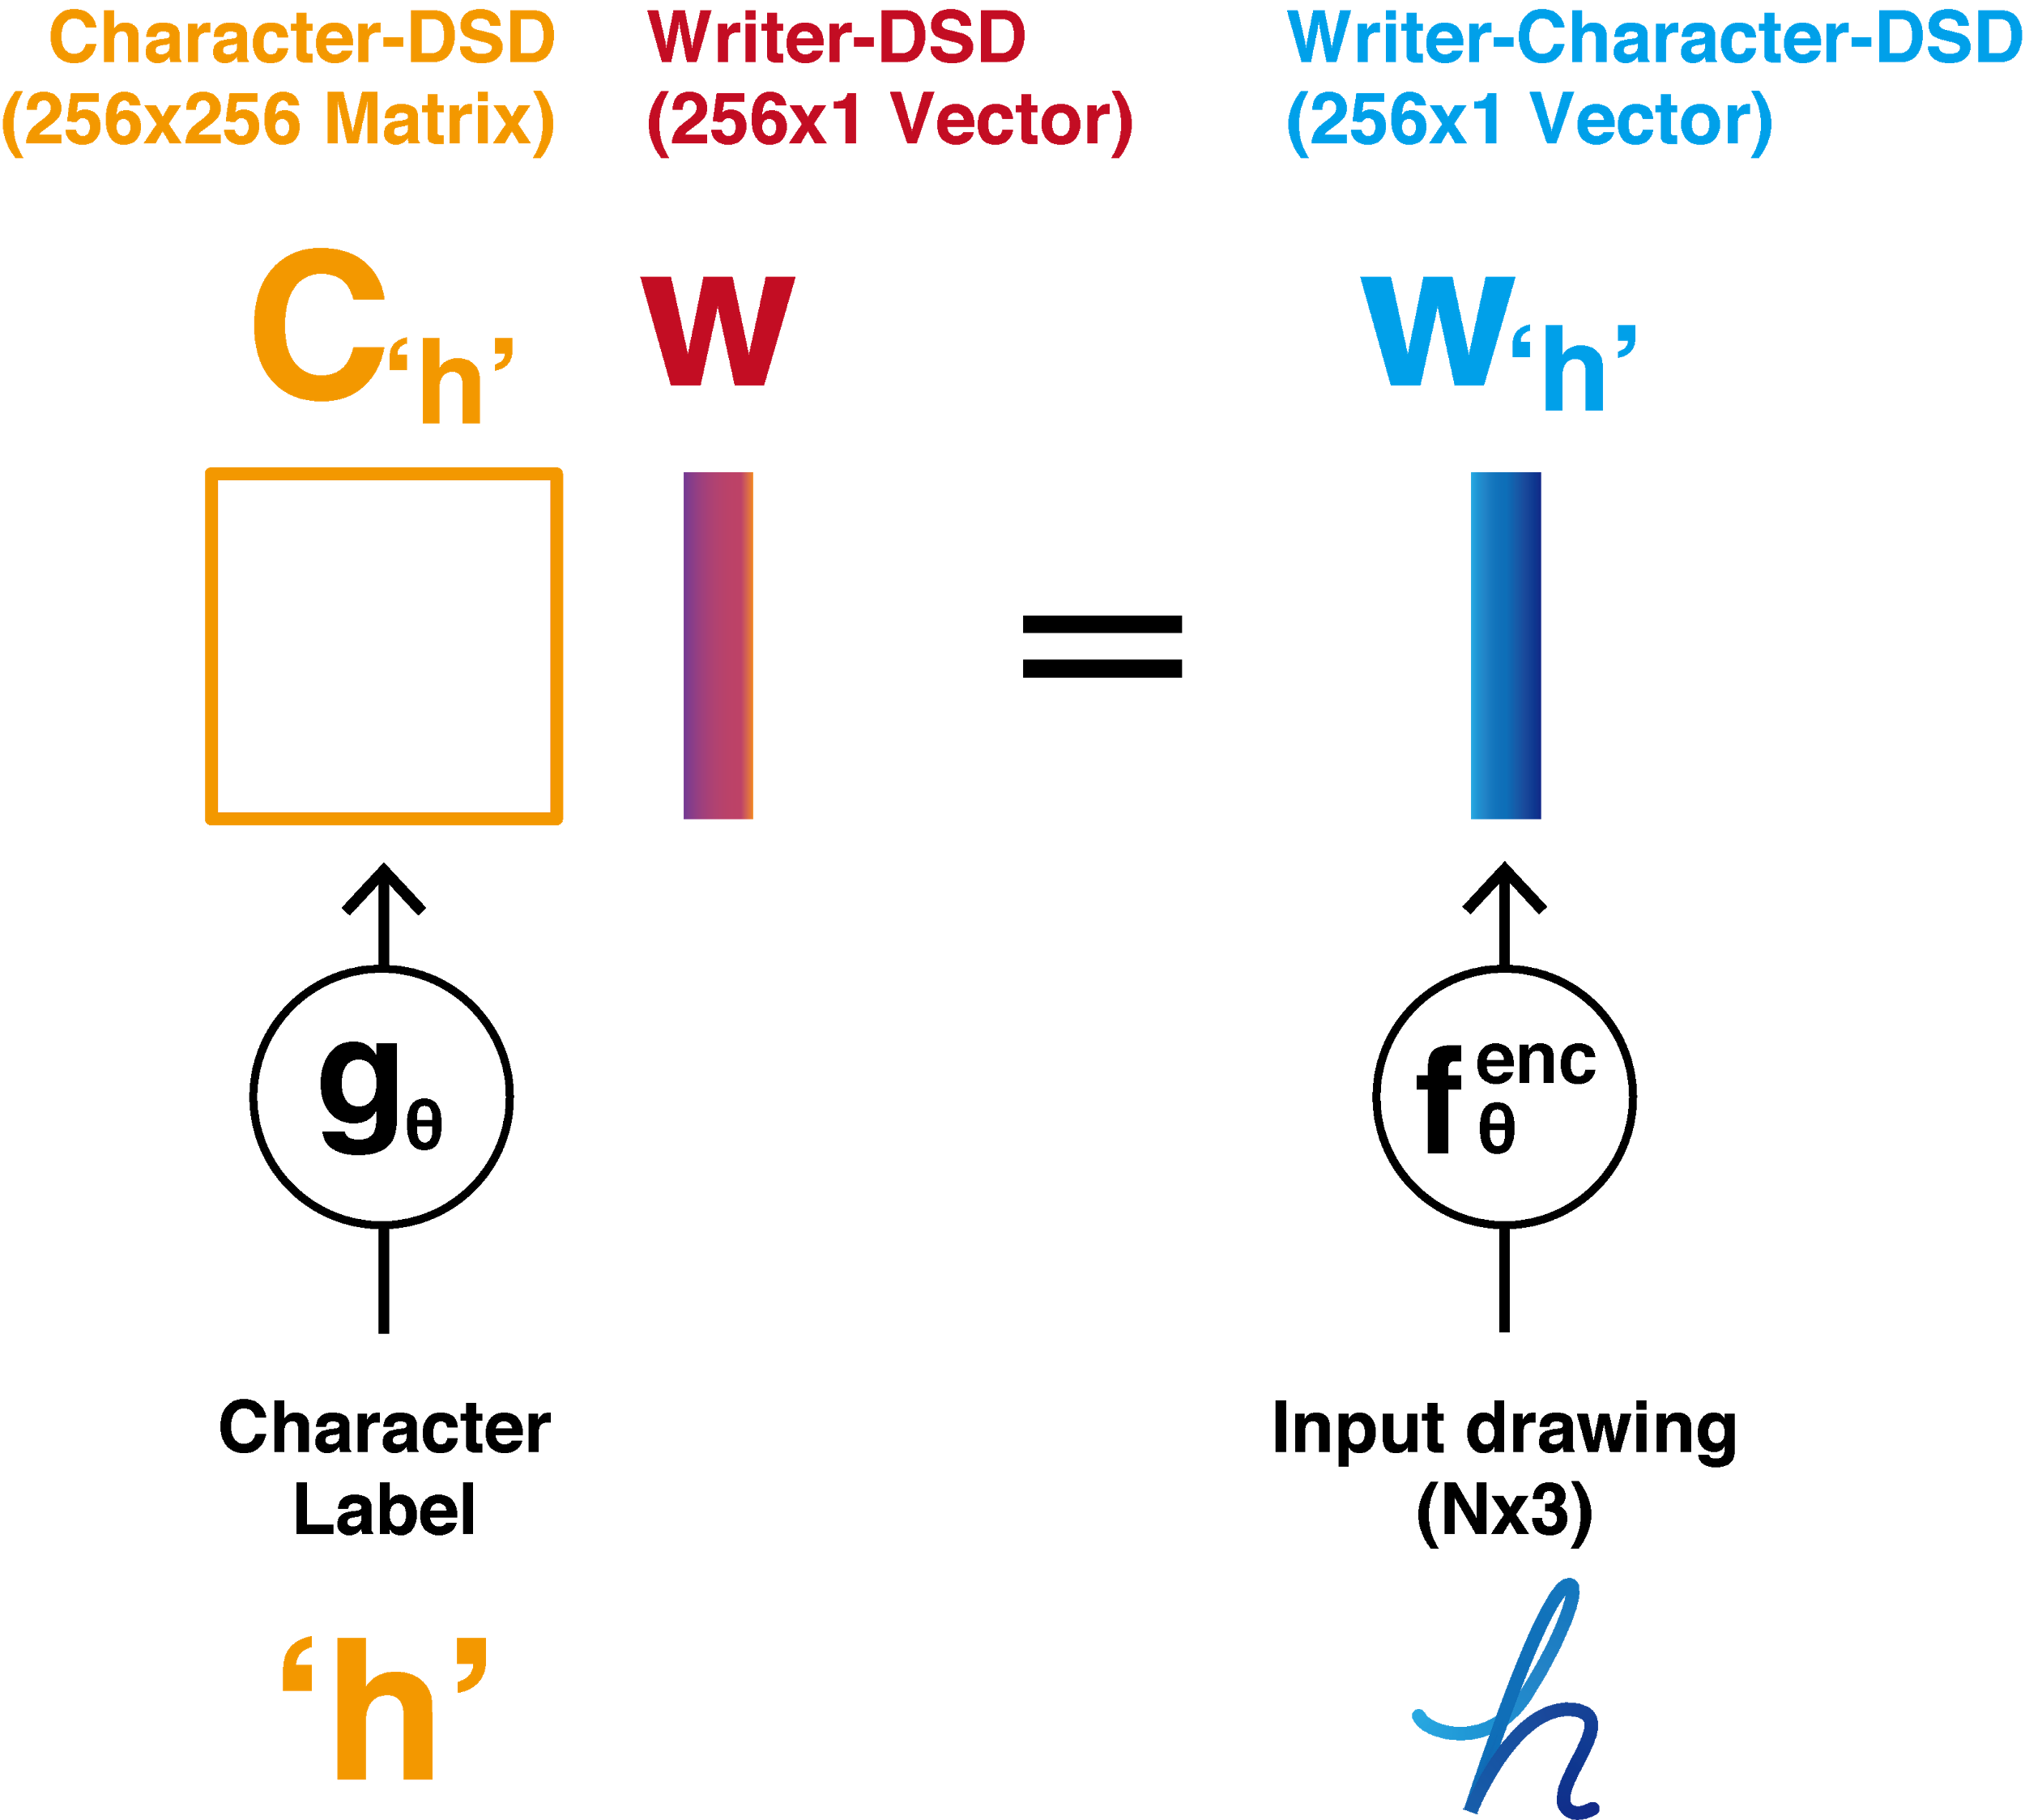 Character-DSD
(256x256 Matrix)
Writer-DSD
(256x1 Vector)
Writer-Character-DSD
(256x1 Vector)
C‘h’
w
w‘h’
=
gθ
fθenc
Character
Label
‘h’
Input drawing
(Nx3)
h